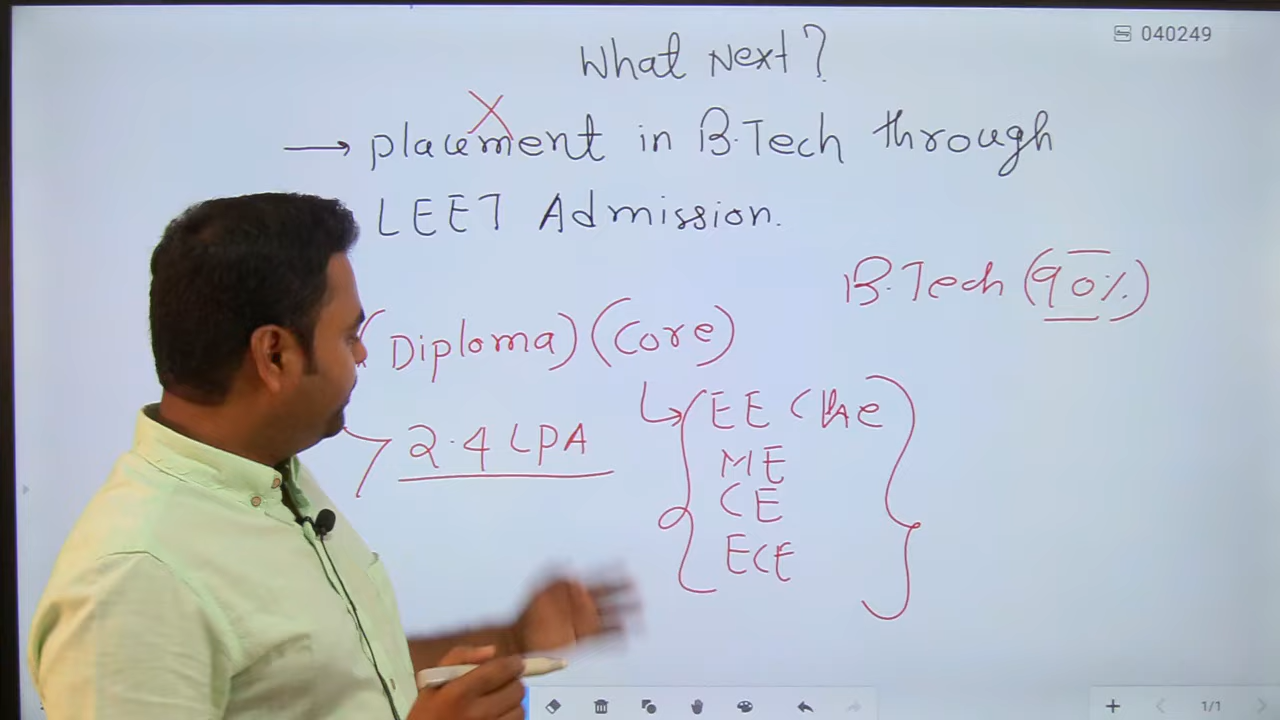 040249
What Next?
X
→ placement in B.Tech through
LEET Admission.
B.Tech (90%)
(Diploma) (Core)
2.4 LPA
EE Che
ME
CE
ECE
1/1